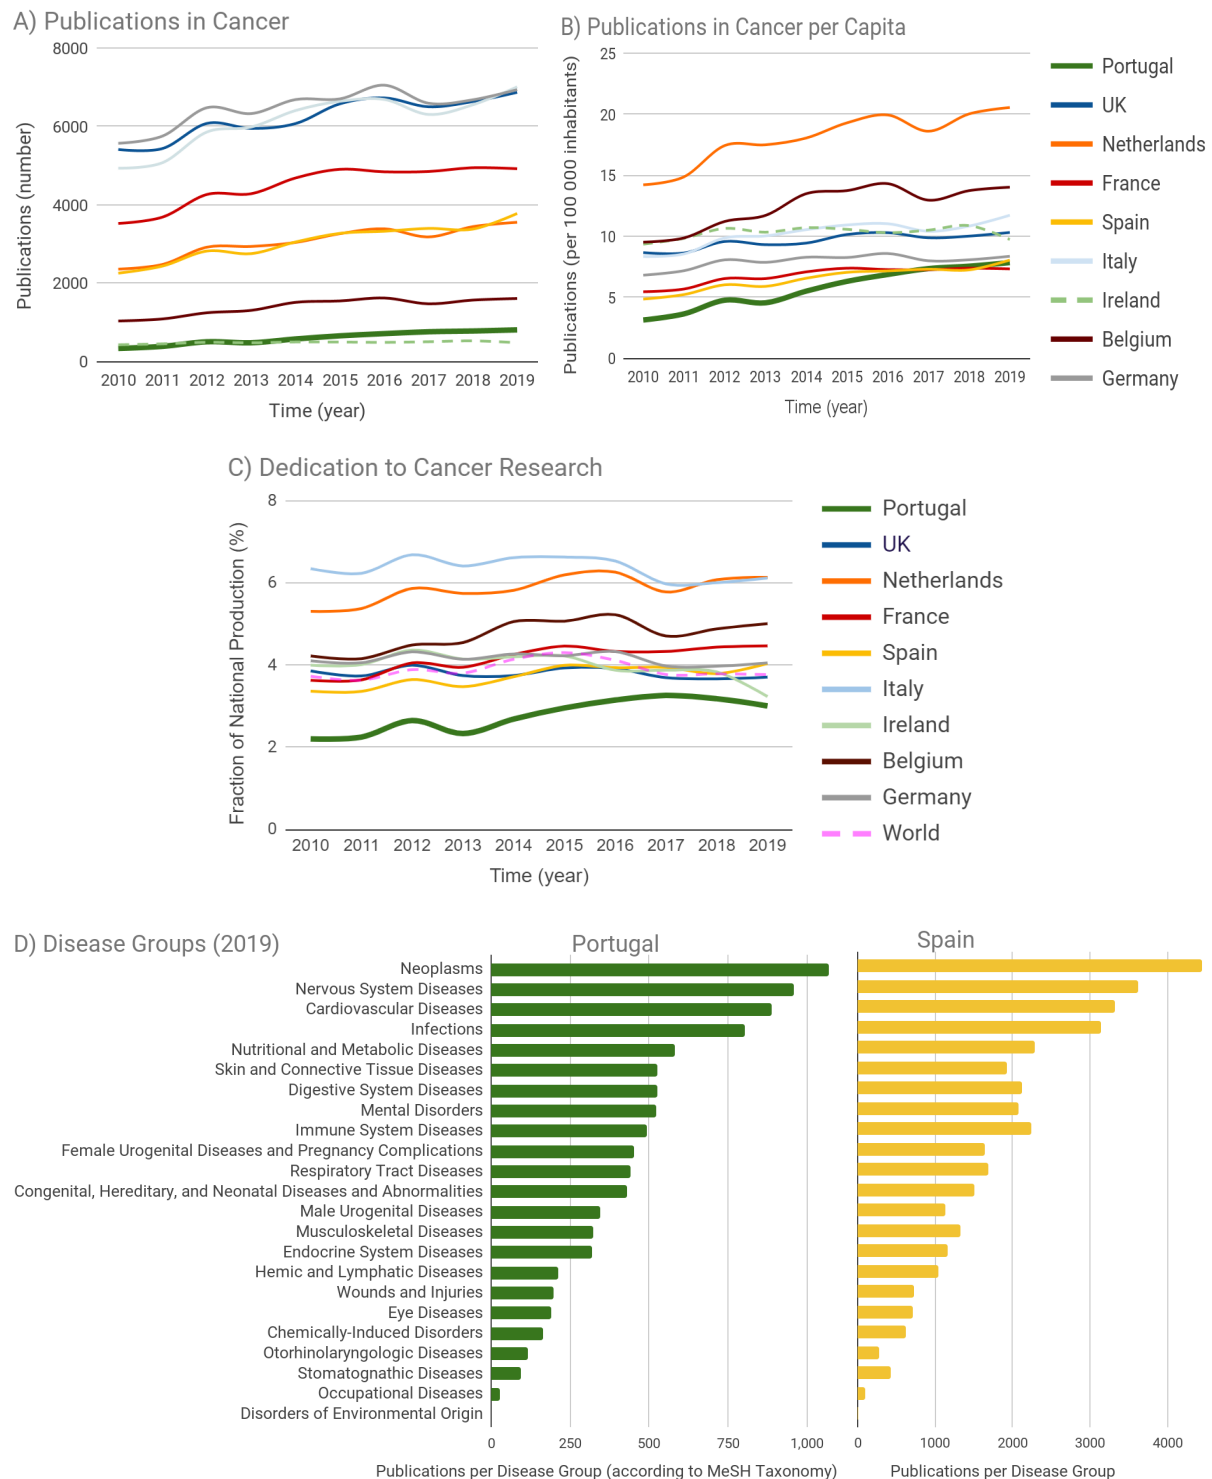 A) Publications in Cancer
Publications (number)
8000
6000
4000
2000
0
2010 2011 2012 2013 2014 2015 2016 2017 2018 2019
Time (year)
B) Publications in Cancer per Capita
Publications (per 100 000 inhabitants)
25
20
15
10
5
0
2010 2011 2012 2013 2014 2015 2016 2017 2018 2019
Time (year)
Portugal
UK
Netherlands
France
Spain
Italy
Ireland
Belgium
Germany
C) Dedication to Cancer Research
Fraction of National Production (%)
8
6
4
2
0
2010 2011 2012 2013 2014 2015 2016 2017 2018 2019
Time (year)
Portugal
UK
Netherlands
France
Spain
Italy
Ireland
Belgium
Germany
World
D) Disease Groups (2019)
Portugal
Spain
Neoplasms
Nervous System Diseases
Cardiovascular Diseases
Infections
Nutritional and Metabolic Diseases
Skin and Connective Tissue Diseases
Digestive System Diseases
Mental Disorders
Immune System Diseases
Female Urogenital Diseases and Pregnancy Complications
Respiratory Tract Diseases
Congenital, Hereditary, and Neonatal Diseases and Abnormalities
Male Urogenital Diseases
Musculoskeletal Diseases
Endocrine System Diseases
Hemic and Lymphatic Diseases
Wounds and Injuries
Eye Diseases
Chemically-Induced Disorders
Otorhinolaryngologic Diseases
Stomatognathic Diseases
Occupational Diseases
Disorders of Environmental Origin
0 250 500 750 1,000
0 1000 2000 3000 4000
Publications per Disease Group (according to MeSH Taxonomy)
Publications per Disease Group